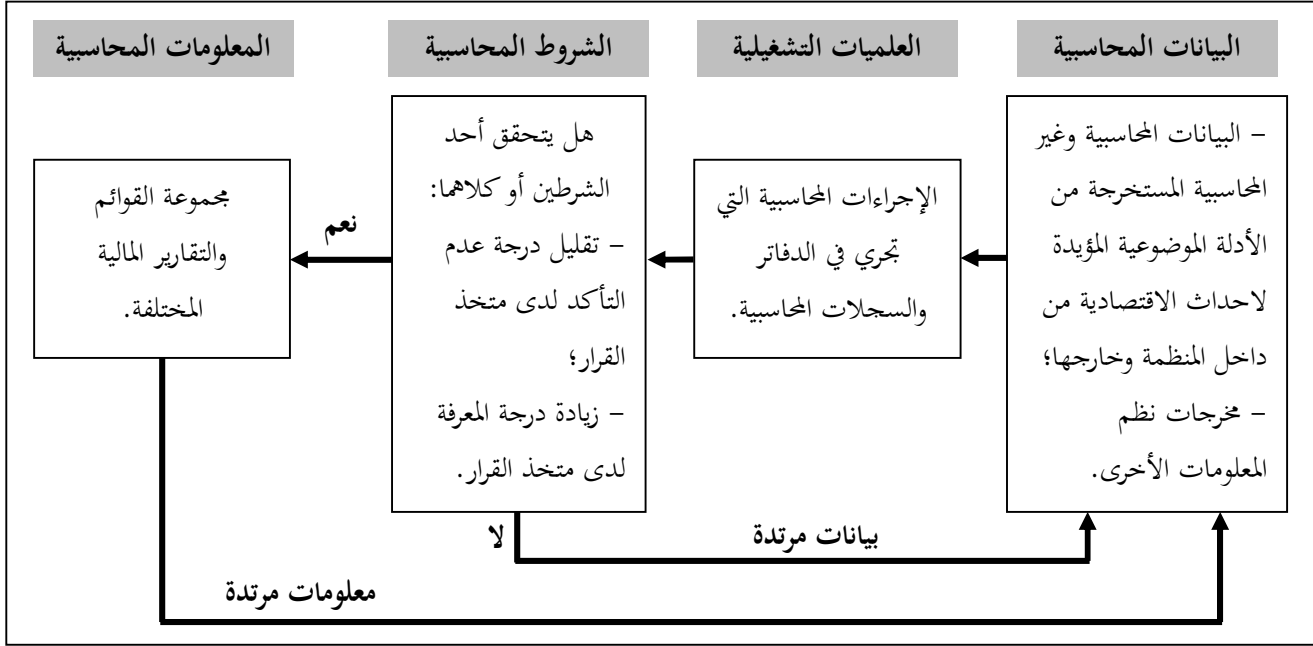 البيانات المحاسبية
العلميات التشغيلية
الشروط المحاسبية
المعلومات المحاسبية
– البيانات المحاسبية وغير
المحاسبية المستخرجة من
الأدلة الموضوعية المؤيدة
لاحداث الاقتصادية من
داخل المنظمة وخارجها؛
– مخرجات نظم
المعلومات الأخرى.
الإجراءات المحاسبية التي
تجري في الدفاتر
والسجلات المحاسبية.
هل يتحقق أحد
الشرطين أو كلاهما:
– تقليل درجة عدم
التأكد لدى متخذ
القرار؛
– زيادة درجة المعرفة
لدى متخذ القرار.
نعم
مجموعة القوائم
والتقارير المالية
المختلفة.
لا
بيانات مرتدة
معلومات مرتدة